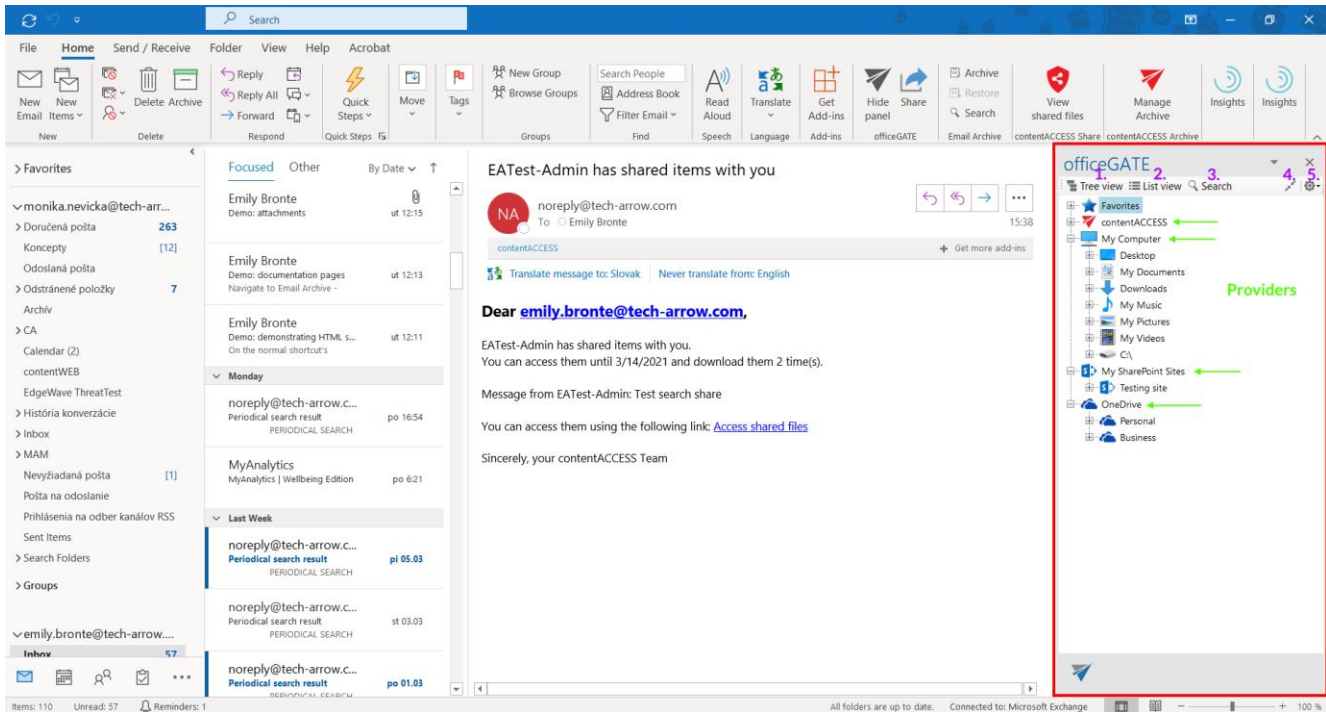 Search
File Home Send / Receive Folder View Help Acrobat
New Email
New Items
Delete Archive
Reply
Reply All
Forward
Quick Steps
Move
Tags
New Group
Browse Groups
Search People
Address Book
Filter Email
Read Aloud
Translate
Get Add-ins
Hide panel
Share
Archive
Restore
Search
View shared files
Manage Archive
Insights
Insights
New Delete Respond Quick Steps Groups Find Speech Language Add-ins officeGATE Email Archive contentACCESS Share contentACCESS Archive
Favorites
monika.nevicka@tech-arr...
Doručená pošta 263
Koncepty [12]
Odoslaná pošta
Odstránené položky 7
Archív
CA
Calendar (2)
contentWEB
EdgeWave ThreatTest
História konverzácie
Inbox
MAM
Nevyžiadaná pošta [1]
Pošta na odoslanie
Prihlásenia na odber kanálov RSS
Sent Items
Search Folders
Groups
emily.bronte@tech-arrow....
Inbox 57
Focused Other By Date
Emily Bronte
Demo: attachments ut 12:15
Emily Bronte
Demo: documentation pages ut 12:13
Navigate to Email Archive -
Emily Bronte
Demo: demonstrating HTML s... ut 12:11
On the normal shortcut's
Monday
noreply@tech-arrow.c...
Periodical search result po 16:54
PERIODICAL SEARCH
MyAnalytics
MyAnalytics | Wellbeing Edition po 6:21
Last Week
noreply@tech-arrow.c...
Periodical search result pi 05.03
PERIODICAL SEARCH
noreply@tech-arrow.c...
Periodical search result st 03.03
PERIODICAL SEARCH
noreply@tech-arrow.c...
Periodical search result po 01.03
PERIODICAL SEARCH
EATest-Admin has shared items with you
NA
noreply@tech-arrow.com
To Emily Bronte
15:38
contentACCESS + Get more add-ins
Translate message to: Slovak Never translate from: English
Dear emily.bronte@tech-arrow.com,
EATest-Admin has shared items with you.
You can access them until 3/14/2021 and download them 2 time(s).
Message from EATest-Admin: Test search share
You can access them using the following link: Access shared files
Sincerely, your contentACCESS Team
officeGATE
1. 2. 3. 4. 5.
Tree view List view Search
Favorites
contentACCESS
My Computer
Desktop
My Documents
Downloads
Providers
My Music
My Pictures
My Videos
C:\
My SharePoint Sites
Testing site
OneDrive
Personal
Business
Items: 110 Unread: 57 Reminders: 1 All folders are up to date. Connected to: Microsoft Exchange 100 %